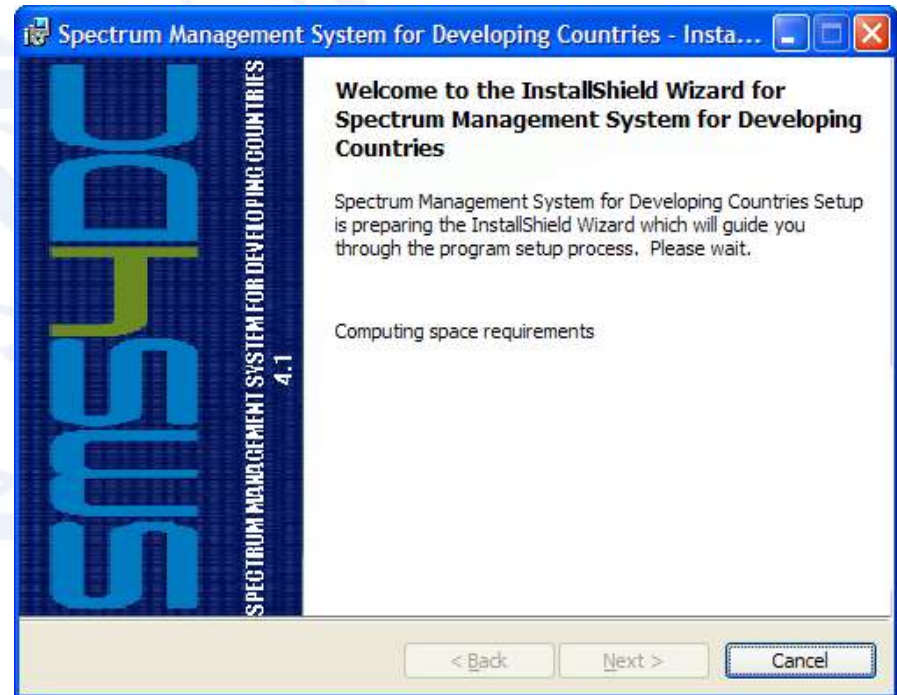 Spectrum Management System for Developing Countries - Insta...
SMS4DC
SPECTRUM MANAGEMENT SYSTEM FOR DEVELOPING COUNTRIES
4.1
Welcome to the InstallShield Wizard for
Spectrum Management System for Developing
Countries
Spectrum Management System for Developing Countries Setup
is preparing the InstallShield Wizard which will guide you
through the program setup process. Please wait.
Computing space requirements
< Back
Next >
Cancel